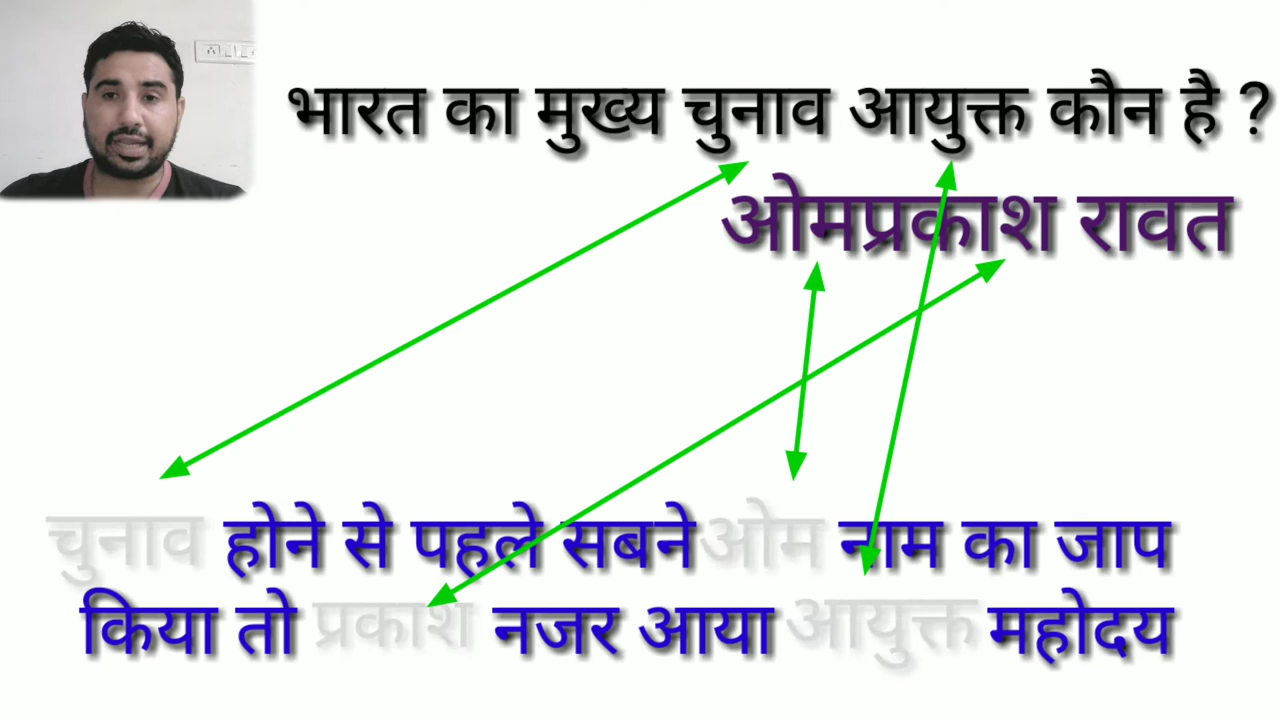 भारत का मुख्य चुनाव आयुक्त कौन है ?
ओमप्रकाश रावत
चुनाव होने से पहले सबने ओम नाम का जाप
किया तो प्रकाश नजर आया आयुक्त महोदय